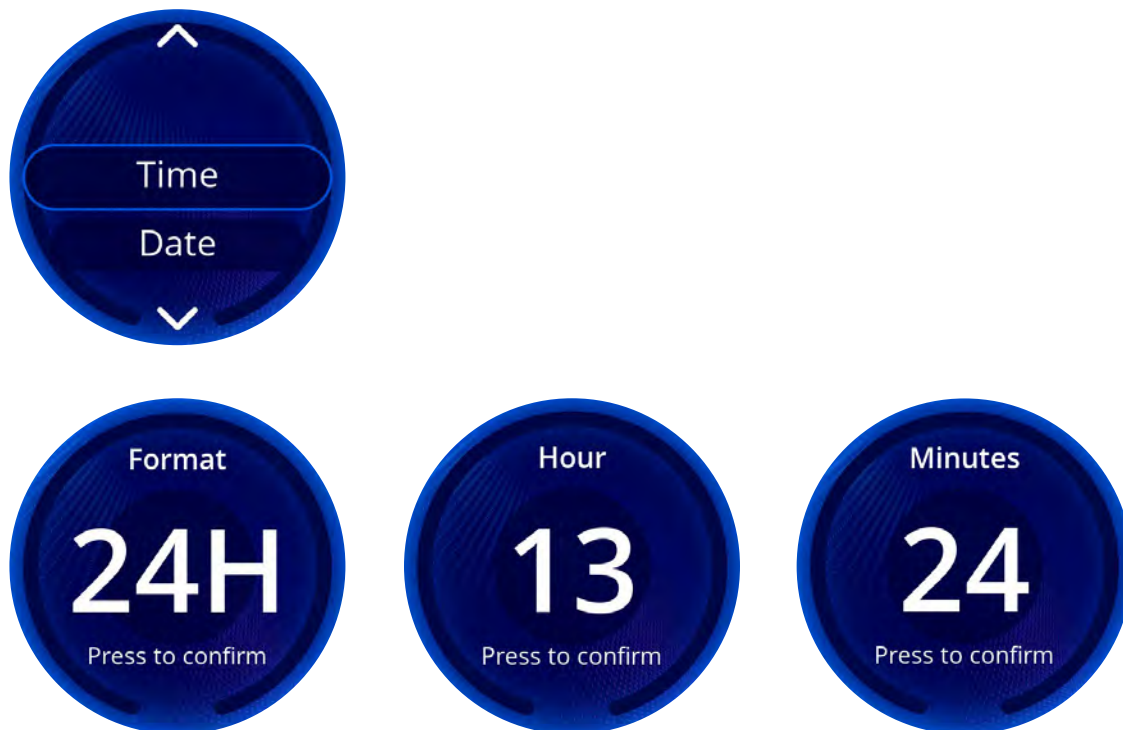 Time
Date
Format
24H
Press to confirm
Hour
13
Press to confirm
Minutes
24
Press to confirm